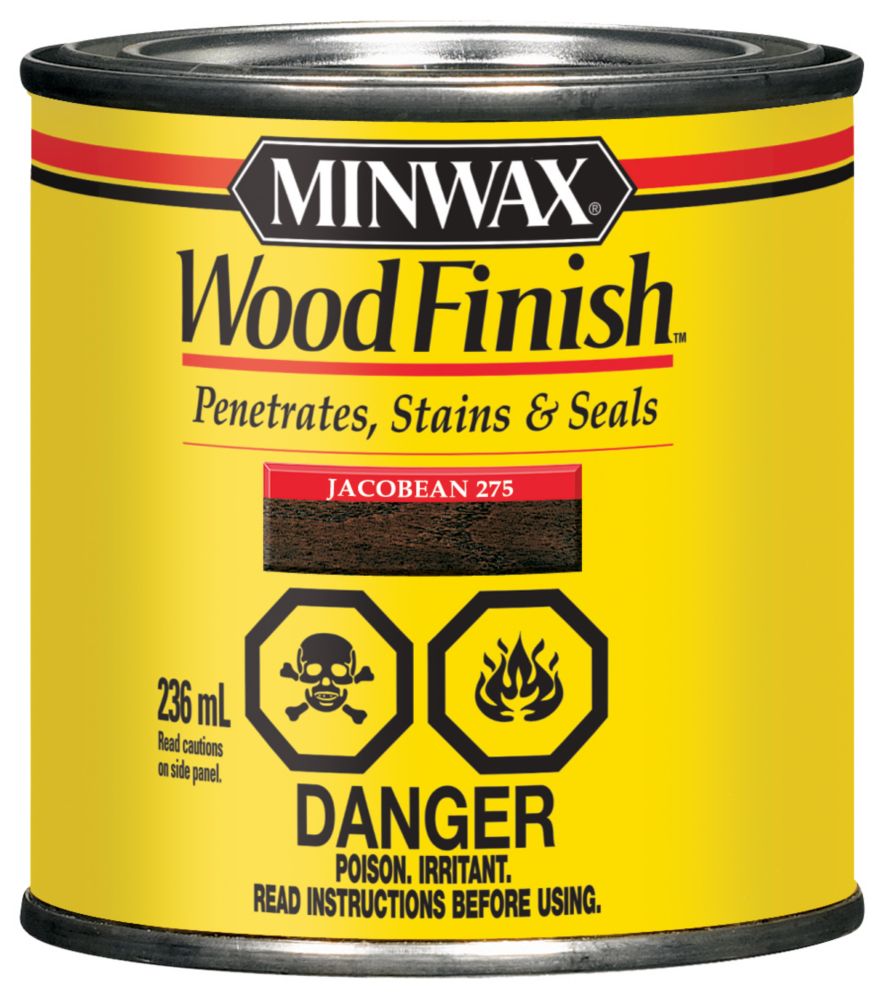 MINWAX®
Wood Finish™
Penetrates, Stains & Seals
JACOBEAN 275
236 mL
Read cautions
on side panel.
DANGER
POISON. IRRITANT.
READ INSTRUCTIONS BEFORE USING.